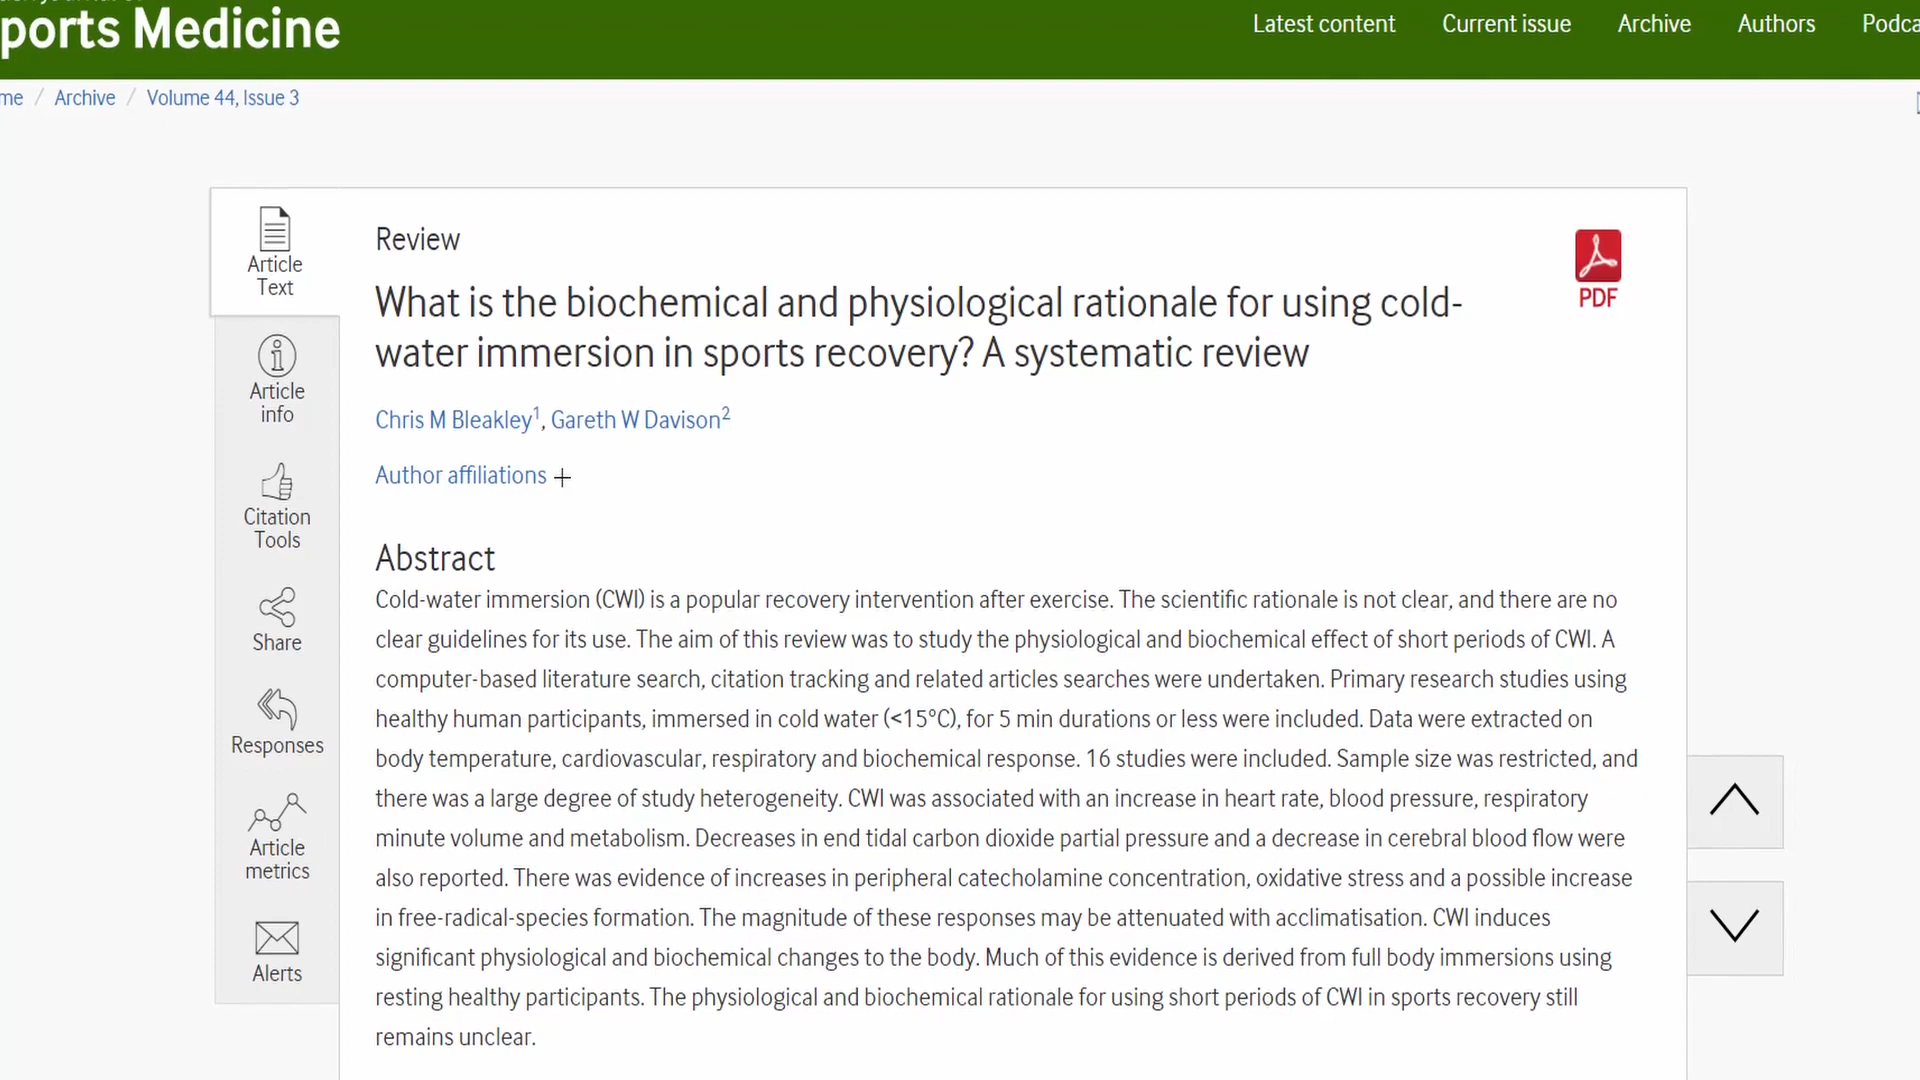 ports Medicine
Latest content Current issue Archive Authors Podca
me / Archive / Volume 44, Issue 3
Article
Text
Article
info
Citation
Tools
Share
Responses
Article
metrics
Alerts
Review
PDF
What is the biochemical and physiological rationale for using cold-
water immersion in sports recovery? A systematic review
Chris M Bleakley1, Gareth W Davison2
Author affiliations +
Abstract
Cold-water immersion (CWI) is a popular recovery intervention after exercise. The scientific rationale is not clear, and there are no
clear guidelines for its use. The aim of this review was to study the physiological and biochemical effect of short periods of CWI. A
computer-based literature search, citation tracking and related articles searches were undertaken. Primary research studies using
healthy human participants, immersed in cold water (<15°C), for 5 min durations or less were included. Data were extracted on
body temperature, cardiovascular, respiratory and biochemical response. 16 studies were included. Sample size was restricted, and
there was a large degree of study heterogeneity. CWI was associated with an increase in heart rate, blood pressure, respiratory
minute volume and metabolism. Decreases in end tidal carbon dioxide partial pressure and a decrease in cerebral blood flow were
also reported. There was evidence of increases in peripheral catecholamine concentration, oxidative stress and a possible increase
in free-radical-species formation. The magnitude of these responses may be attenuated with acclimatisation. CWI induces
significant physiological and biochemical changes to the body. Much of this evidence is derived from full body immersions using
resting healthy participants. The physiological and biochemical rationale for using short periods of CWI in sports recovery still
remains unclear.